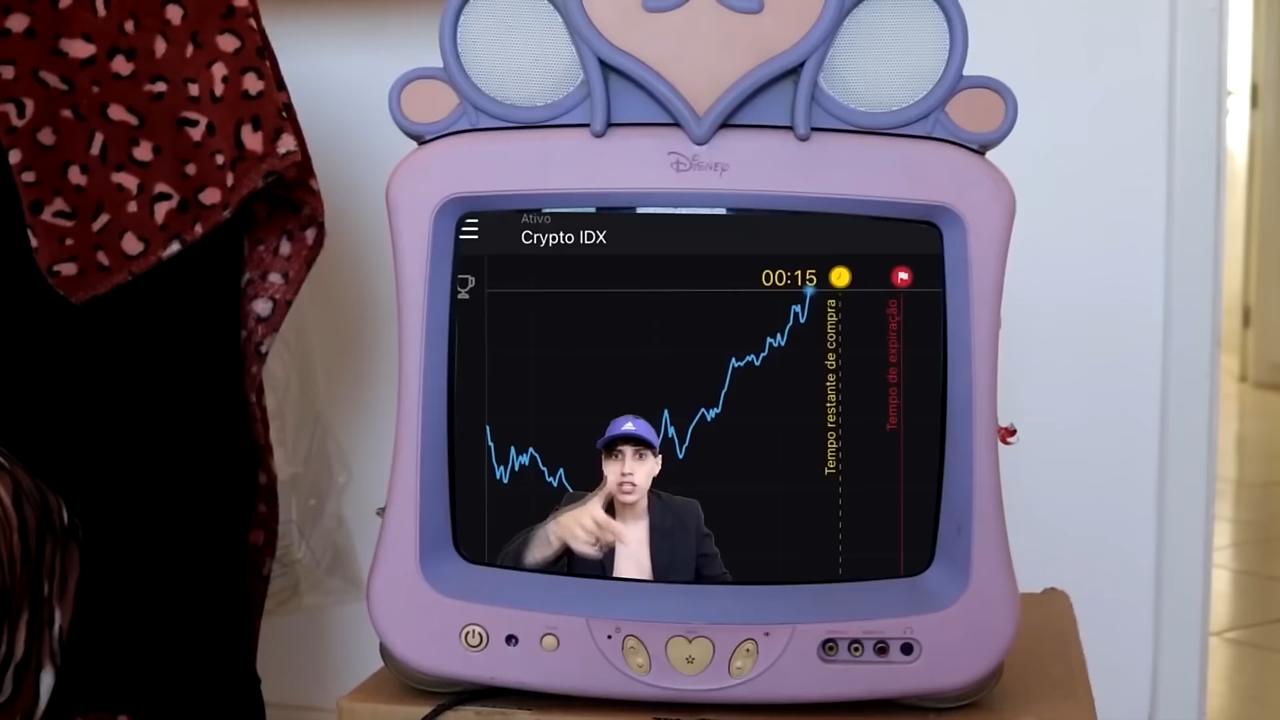 Disney
Ativo
Crypto IDX
00:15
Tempo restante de compra
Tempo de expiração